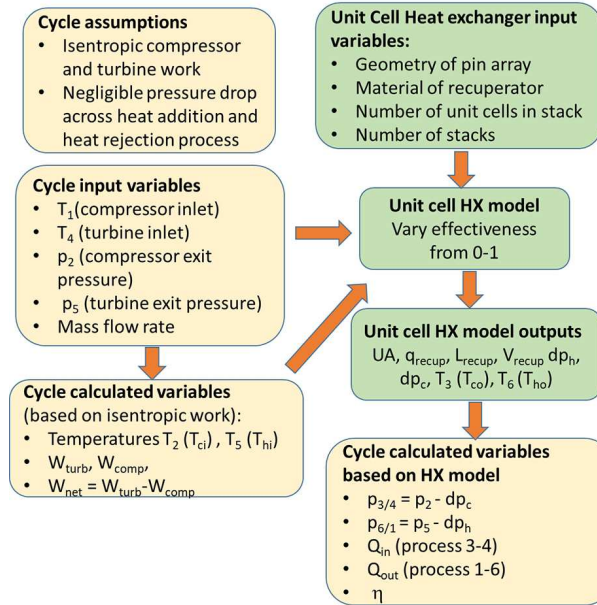 Cycle assumptions
• Isentropic compressor
and turbine work
• Negligible pressure drop
across heat addition and
heat rejection process
Cycle input variables
• T1(compressor inlet)
• T4 (turbine inlet)
• p2 (compressor exit
pressure)
• p5 (turbine exit pressure)
• Mass flow rate
Cycle calculated variables
(based on isentropic work):
• Temperatures T2 (Tci) , T5 (Thi)
• Wturb, Wcomp,
• Wnet = Wturb-Wcomp
Unit Cell Heat exchanger input
variables:
• Geometry of pin array
• Material of recuperator
• Number of unit cells in stack
• Number of stacks
Unit cell HX model
Vary effectiveness
from 0-1
Unit cell HX model outputs
UA, qrecup, Lrecup, Vrecup dph,
dpc, T3 (Tco), T6 (Tho)
Cycle calculated variables
based on HX model
• p3/4 = p2 - dpc
• p6/1 = p5 - dph
• Qin (process 3-4)
• Qout (process 1-6)
• η